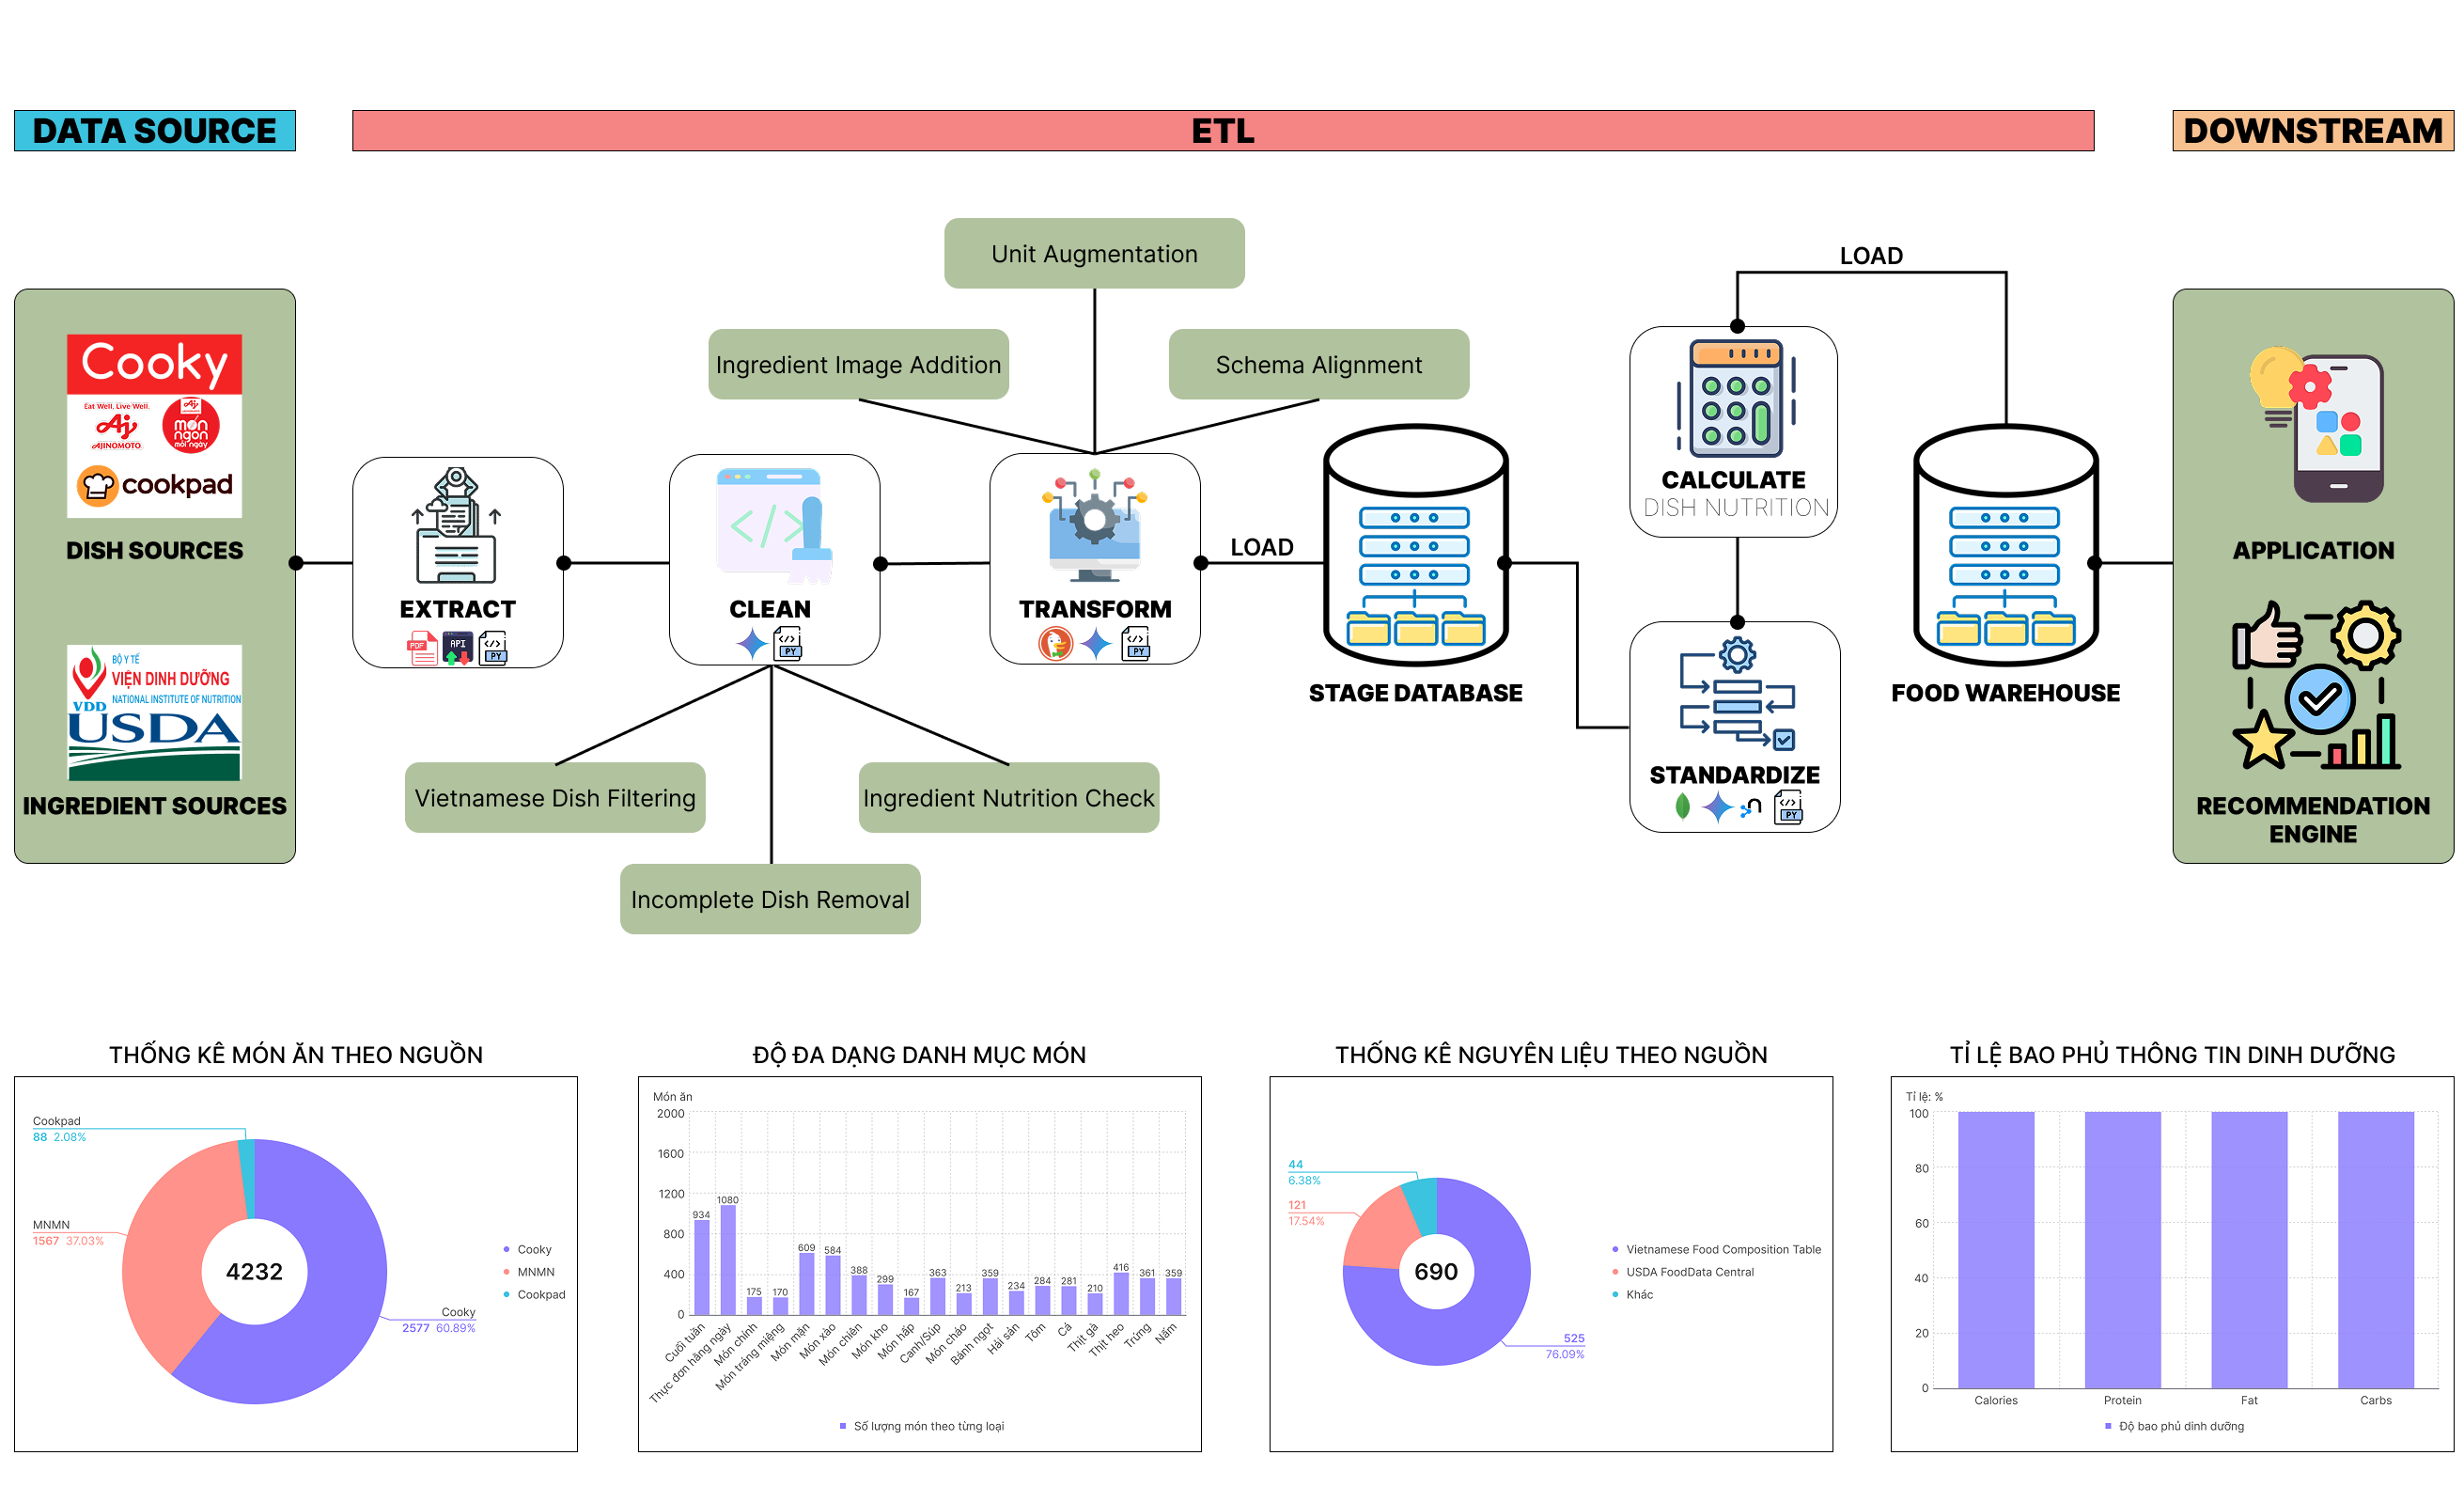 DATA SOURCE
ETL
DOWNSTREAM
Unit Augmentation
LOAD
Ingredient Image Addition
Schema Alignment
Cooky
Eat Well, Live Well.
Aj
AJINOMOTO
Aj
món
ngon
mỗi ngày
cookpad
DISH SOURCES
BỘ Y TẾ
VIỆN DINH DƯỠNG
NATIONAL INSTITUTE OF NUTRITION
VDD
USDA
INGREDIENT SOURCES
EXTRACT
PDF
API
</>
PY
</>
CLEAN
</>
PY
TRANSFORM
</>
PY
LOAD
STAGE DATABASE
CALCULATE
DISH NUTRITION
STANDARDIZE
</>
PY
FOOD WAREHOUSE
APPLICATION
RECOMMENDATION
ENGINE
Vietnamese Dish Filtering
Ingredient Nutrition Check
Incomplete Dish Removal
THỐNG KÊ MÓN ĂN THEO NGUỒN
Cookpad
88 2.08%
MNMN
1567 37.03%
4232
Cooky
2577 60.89%
Cooky
MNMN
Cookpad
ĐỘ ĐA DẠNG DANH MỤC MÓN
Món ăn
2000
1600
1200
800
400
0
934
1080
175
170
609
584
388
299
167
363
213
359
234
284
281
210
416
361
359
Cuối tuần
Thực đơn hằng ngày
Món chính
Món tráng miệng
Món mặn
Món xào
Món chiên
Món kho
Món hấp
Canh/Súp
Món cháo
Bánh ngọt
Hải sản
Tôm
Cá
Thịt gà
Thịt heo
Trứng
Nấm
Số lượng món theo từng loại
THỐNG KÊ NGUYÊN LIỆU THEO NGUỒN
44
6.38%
121
17.54%
690
525
76.09%
Vietnamese Food Composition Table
USDA FoodData Central
Khác
TỈ LỆ BAO PHỦ THÔNG TIN DINH DƯỠNG
Tỉ lệ: %
100
80
60
40
20
0
Calories
Protein
Fat
Carbs
Độ bao phủ dinh dưỡng